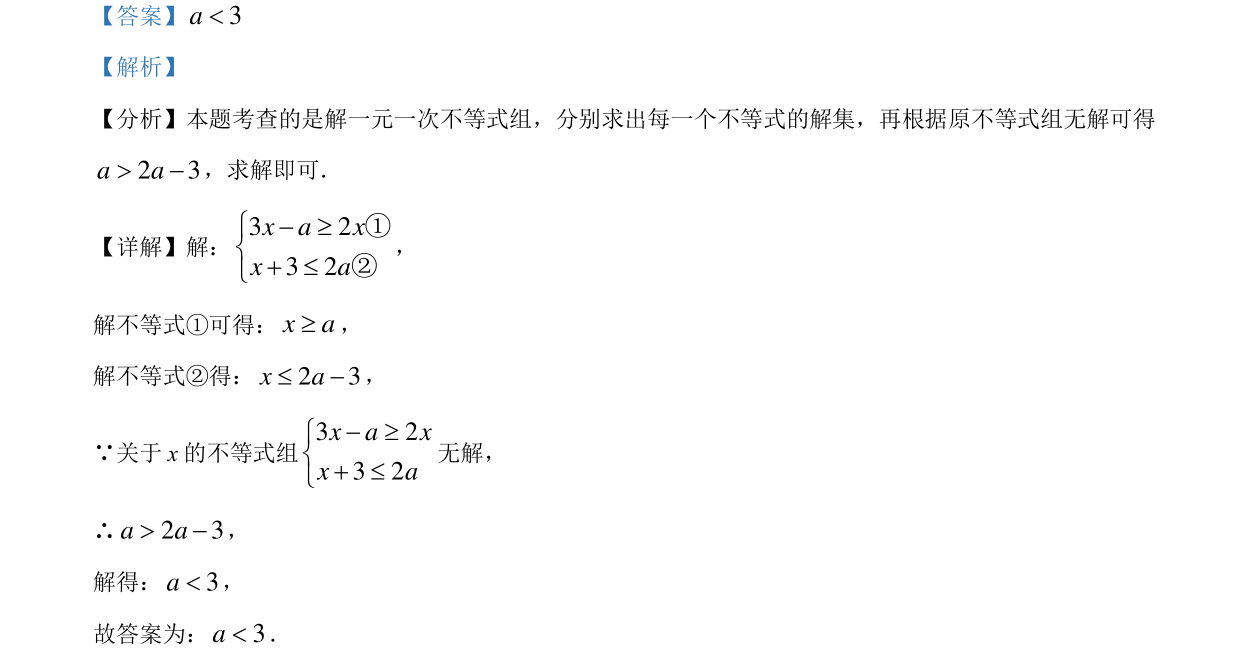 【答案】a < 3
【解析】
【分析】本题考查的是解一元一次不等式组，分别求出每一个不等式的解集，再根据原不等式组无解可得
a > 2a − 3，求解即可．
【详解】解：{3x − a ≥ 2x①
x + 3 ≤ 2a②，
解不等式①可得：x ≥ a，
解不等式②得：x ≤ 2a − 3，
∵关于 x 的不等式组{3x − a ≥ 2x
x + 3 ≤ 2a 无解，
∴a > 2a − 3，
解得：a < 3，
故答案为：a < 3．